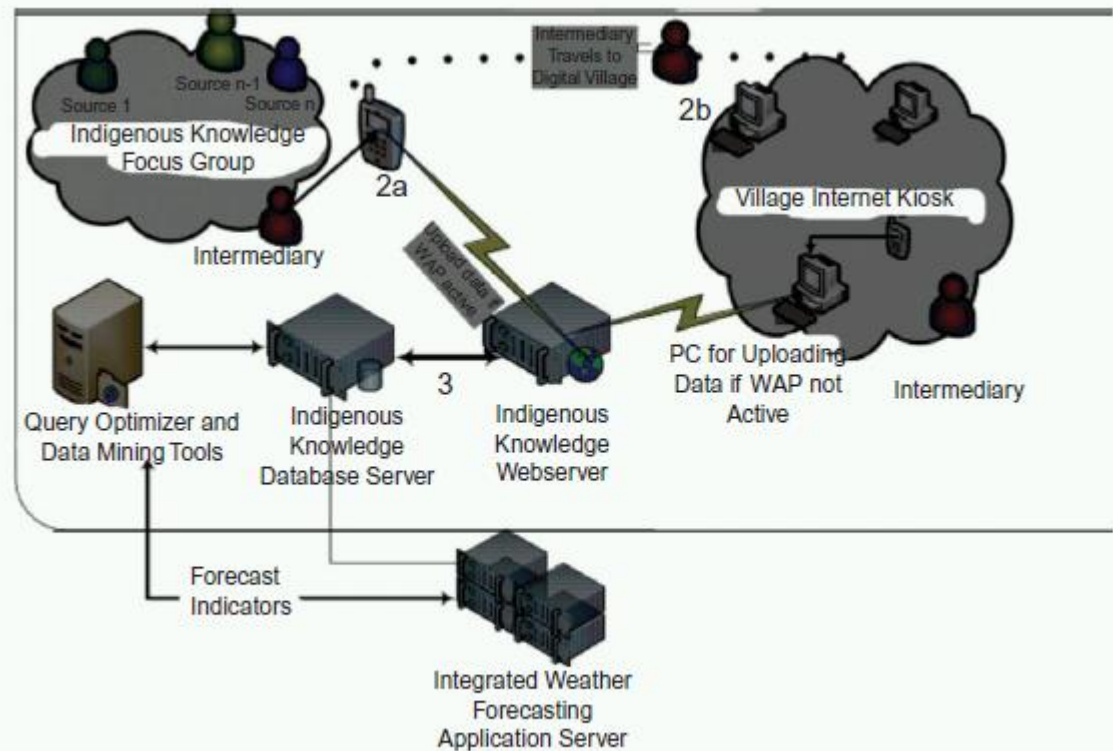 Source 1
Source n-1
Source n
Indigenous Knowledge
Focus Group
Intermediary
2a
Intermediary
Travels to
Digital Village
2b
Village Internet Kiosk
Upload data if
WAP active
PC for Uploading
Data if WAP not
Active
Intermediary
3
Query Optimizer and
Data Mining Tools
Indigenous
Knowledge
Database Server
Indigenous
Knowledge
Webserver
Forecast
Indicators
Integrated Weather
Forecasting
Application Server